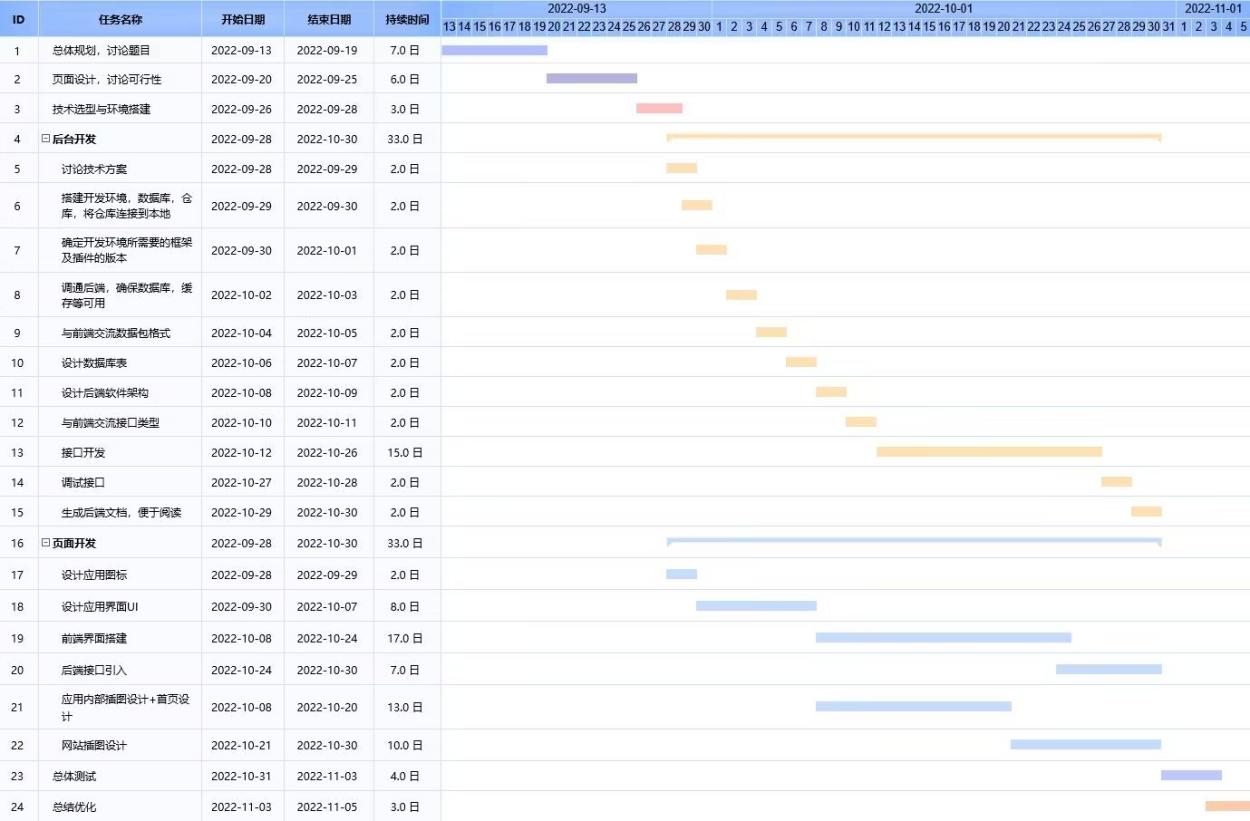 ID 任务名称 开始日期 结束日期 持续时间 2022-09-13 2022-10-01 2022-11-01
13 14 15 16 17 18 19 20 21 22 23 24 25 26 27 28 29 30 1 2 3 4 5 6 7 8 9 10 11 12 13 14 15 16 17 18 19 20 21 22 23 24 25 26 27 28 29 30 31 1 2 3 4 5
1 总体规划，讨论题目 2022-09-13 2022-09-19 7.0 日
2 页面设计，讨论可行性 2022-09-20 2022-09-25 6.0 日
3 技术选型与环境搭建 2022-09-26 2022-09-28 3.0 日
4 后台开发 2022-09-28 2022-10-30 33.0 日
5 讨论技术方案 2022-09-28 2022-09-29 2.0 日
6 搭建开发环境，数据库，仓
库，将仓库连接到本地 2022-09-29 2022-09-30 2.0 日
7 确定开发环境所需要的框架
及插件的版本 2022-09-30 2022-10-01 2.0 日
8 调通后端，确保数据库，缓
存等可用 2022-10-02 2022-10-03 2.0 日
9 与前端交流数据包格式 2022-10-04 2022-10-05 2.0 日
10 设计数据库表 2022-10-06 2022-10-07 2.0 日
11 设计后端软件架构 2022-10-08 2022-10-09 2.0 日
12 与前端交流接口类型 2022-10-10 2022-10-11 2.0 日
13 接口开发 2022-10-12 2022-10-26 15.0 日
14 调试接口 2022-10-27 2022-10-28 2.0 日
15 生成后端文档，便于阅读 2022-10-29 2022-10-30 2.0 日
16 页面开发 2022-09-28 2022-10-30 33.0 日
17 设计应用图标 2022-09-28 2022-09-29 2.0 日
18 设计应用界面UI 2022-09-30 2022-10-07 8.0 日
19 前端界面搭建 2022-10-08 2022-10-24 17.0 日
20 后端接口引入 2022-10-24 2022-10-30 7.0 日
21 应用内部插图设计+首页设
计 2022-10-08 2022-10-20 13.0 日
22 网站插图设计 2022-10-21 2022-10-30 10.0 日
23 总体测试 2022-10-31 2022-11-03 4.0 日
24 总结优化 2022-11-03 2022-11-05 3.0 日